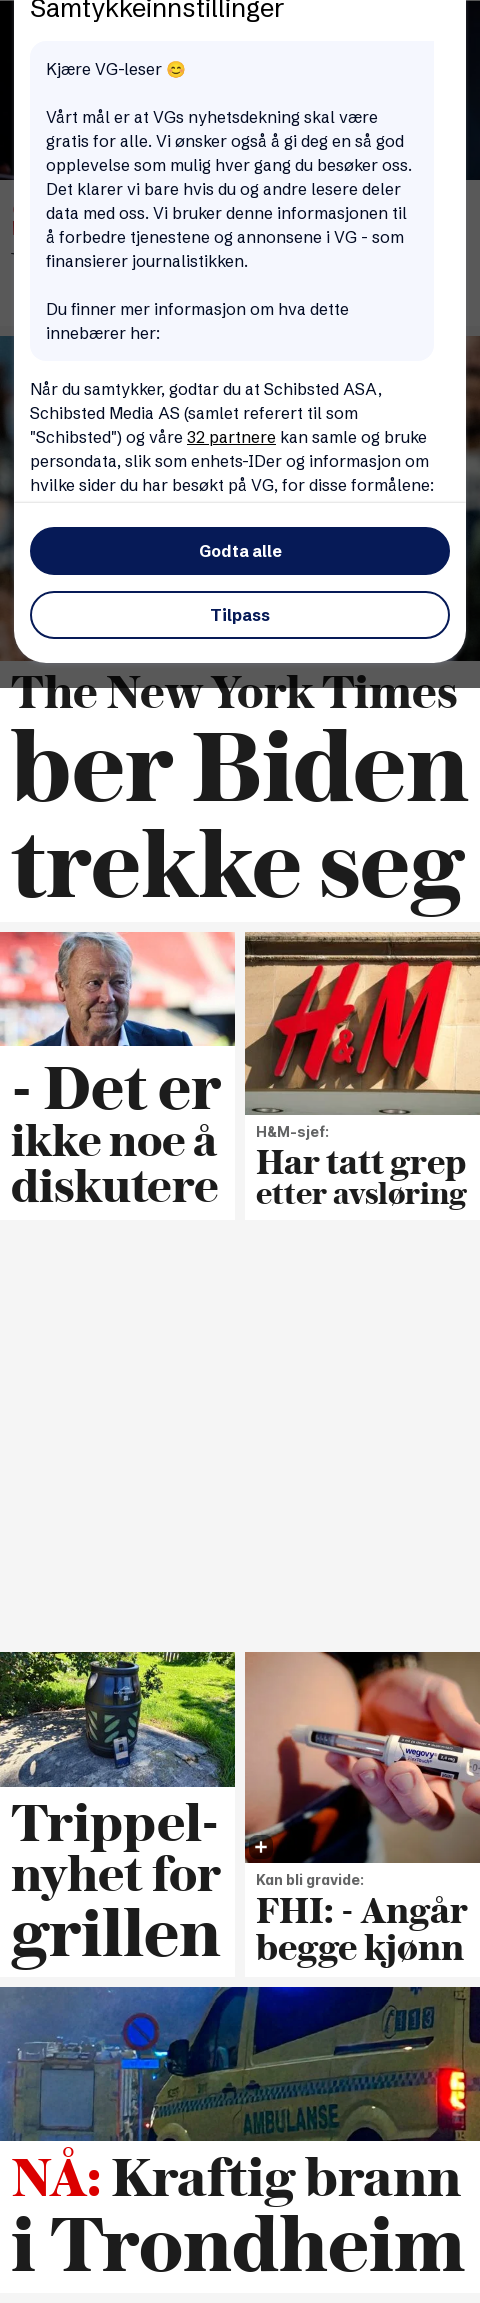 Samtykkeinnstillinger
Kjære VG-leser 😊
Vårt mål er at VGs nyhetsdekning skal være
gratis for alle. Vi ønsker også å gi deg en så god
opplevelse som mulig hver gang du besøker oss.
Det klarer vi bare hvis du og andre lesere deler
data med oss. Vi bruker denne informasjonen til
å forbedre tjenestene og annonsene i VG - som
finansierer journalistikken.
Du finner mer informasjon om hva dette
innebærer her:
Når du samtykker, godtar du at Schibsted ASA,
Schibsted Media AS (samlet referert til som
"Schibsted") og våre 32 partnere kan samle og bruke
persondata, slik som enhets-IDer og informasjon om
hvilke sider du har besøkt på VG, for disse formålene:
Godta alle
Tilpass
The New York Times
ber Biden
trekke seg
- Det er
ikke noe å
diskutere
H&M
H&M-sjef:
Har tatt grep
etter avsløring
Trippel-
nyhet for
grillen
wegovy
Kan bli gravide:
FHI: - Angår
begge kjønn
113
AMBULANSE
NÅ: Kraftig brann
i Trondheim